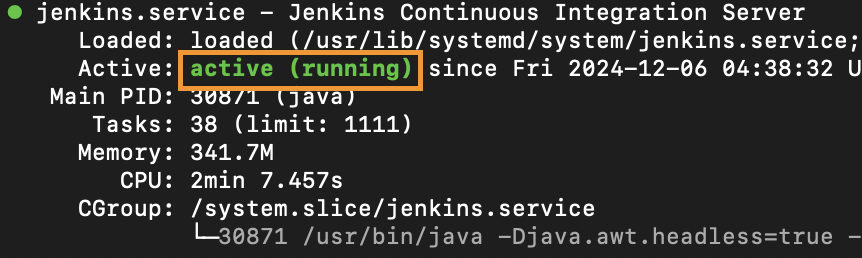 ● jenkins.service - Jenkins Continuous Integration Server
Loaded: loaded (/usr/lib/systemd/system/jenkins.service;
Active: active (running) since Fri 2024-12-06 04:38:32 U
Main PID: 30871 (java)
Tasks: 38 (limit: 1111)
Memory: 341.7M
CPU: 2min 7.457s
CGroup: /system.slice/jenkins.service
└─30871 /usr/bin/java -Djava.awt.headless=true -